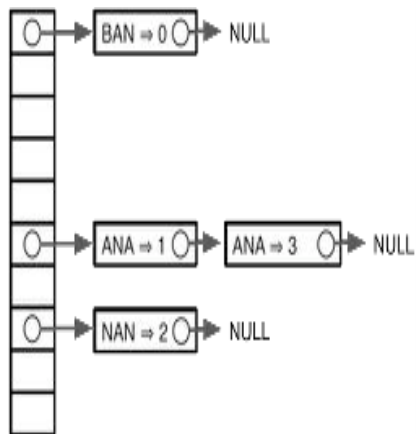 BAN ⇒ 0 NULL
ANA ⇒ 1 ANA ⇒ 3 NULL
NAN ⇒ 2 NULL